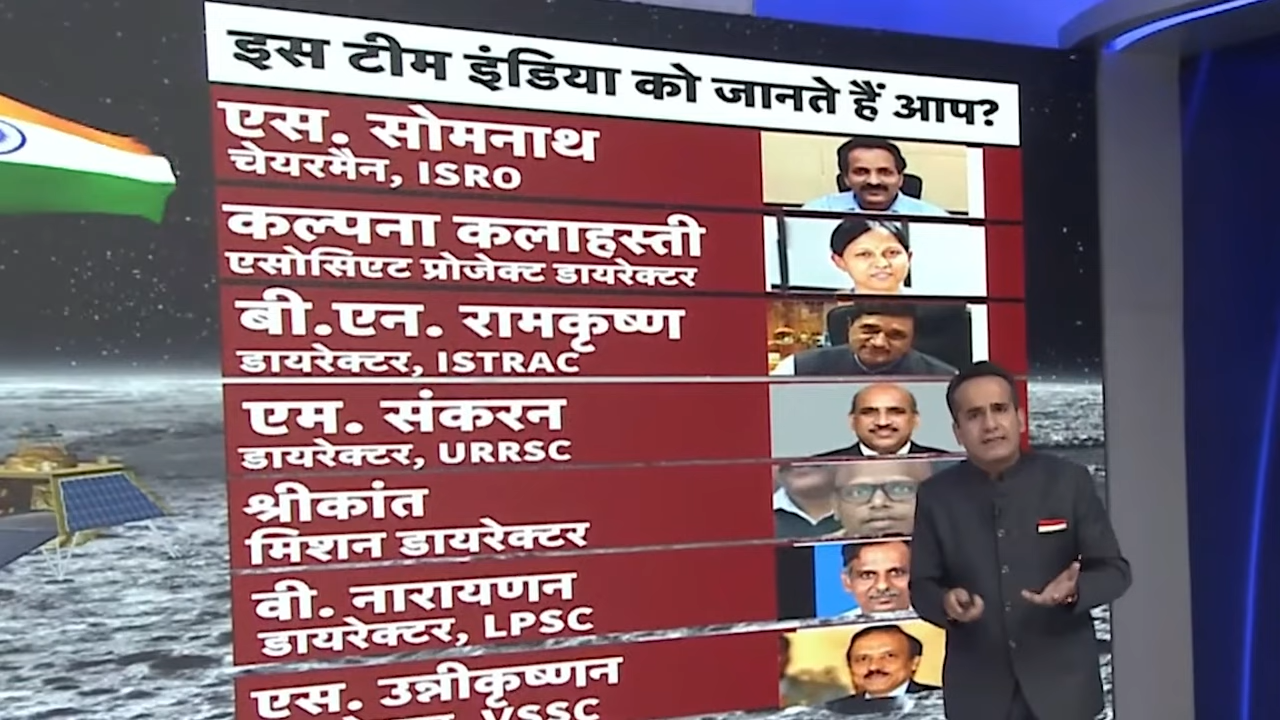 इस टीम इंडिया को जानते हैं आप?
एस. सोमनाथ
चेयरमैन, ISRO
कल्पना कलाहस्ती
एसोसिएट प्रोजेक्ट डायरेक्टर
बी.एन. रामकृष्ण
डायरेक्टर, ISTRAC
एम. संकरन
डायरेक्टर, URRSC
श्रीकांत
मिशन डायरेक्टर
वी. नारायणन
डायरेक्टर, LPSC
एस. उन्नीकृष्णन
VSSC